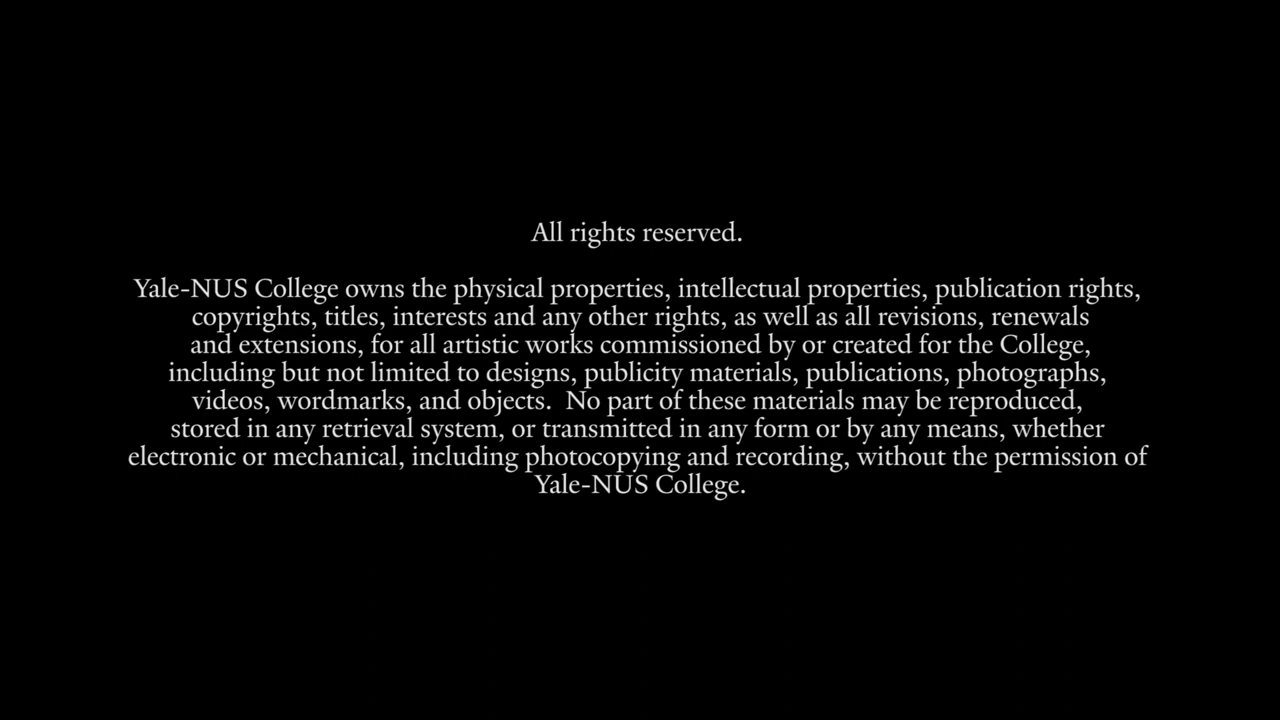 All rights reserved.
Yale-NUS College owns the physical properties, intellectual properties, publication rights,
copyrights, titles, interests and any other rights, as well as all revisions, renewals
and extensions, for all artistic works commissioned by or created for the College,
including but not limited to designs, publicity materials, publications, photographs,
videos, wordmarks, and objects.  No part of these materials may be reproduced,
stored in any retrieval system, or transmitted in any form or by any means, whether
electronic or mechanical, including photocopying and recording, without the permission of
Yale-NUS College.